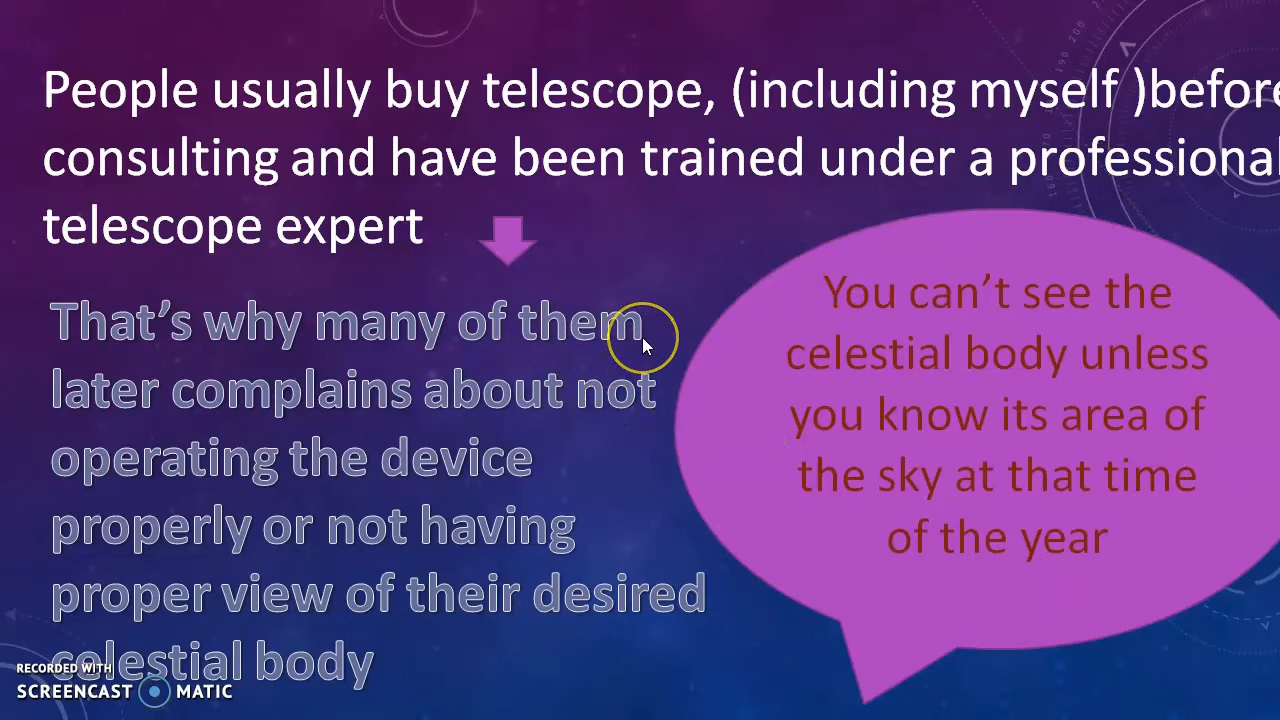 People usually buy telescope, (including myself )before
consulting and have been trained under a professional
telescope expert
That's why many of them
later complains about not
operating the device
properly or not having
proper view of their desired
celestial body
You can't see the
celestial body unless
you know its area of
the sky at that time
of the year
RECORDED WITH
SCREENCAST MATIC